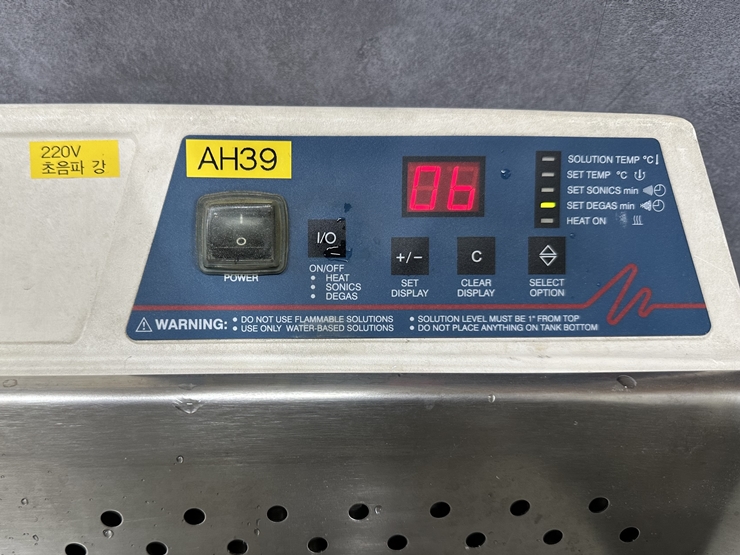 220V
초음파 강
AH39
06
SOLUTION TEMP °C
SET TEMP °C
SET SONICS min
SET DEGAS min
HEAT ON
I/O
+/−
C
POWER
ON/OFF
• HEAT
• SONICS
• DEGAS
SET
DISPLAY
CLEAR
DISPLAY
SELECT
OPTION
WARNING:
• DO NOT USE FLAMMABLE SOLUTIONS
• USE ONLY WATER-BASED SOLUTIONS
• SOLUTION LEVEL MUST BE 1" FROM TOP
• DO NOT PLACE ANYTHING ON TANK BOTTOM